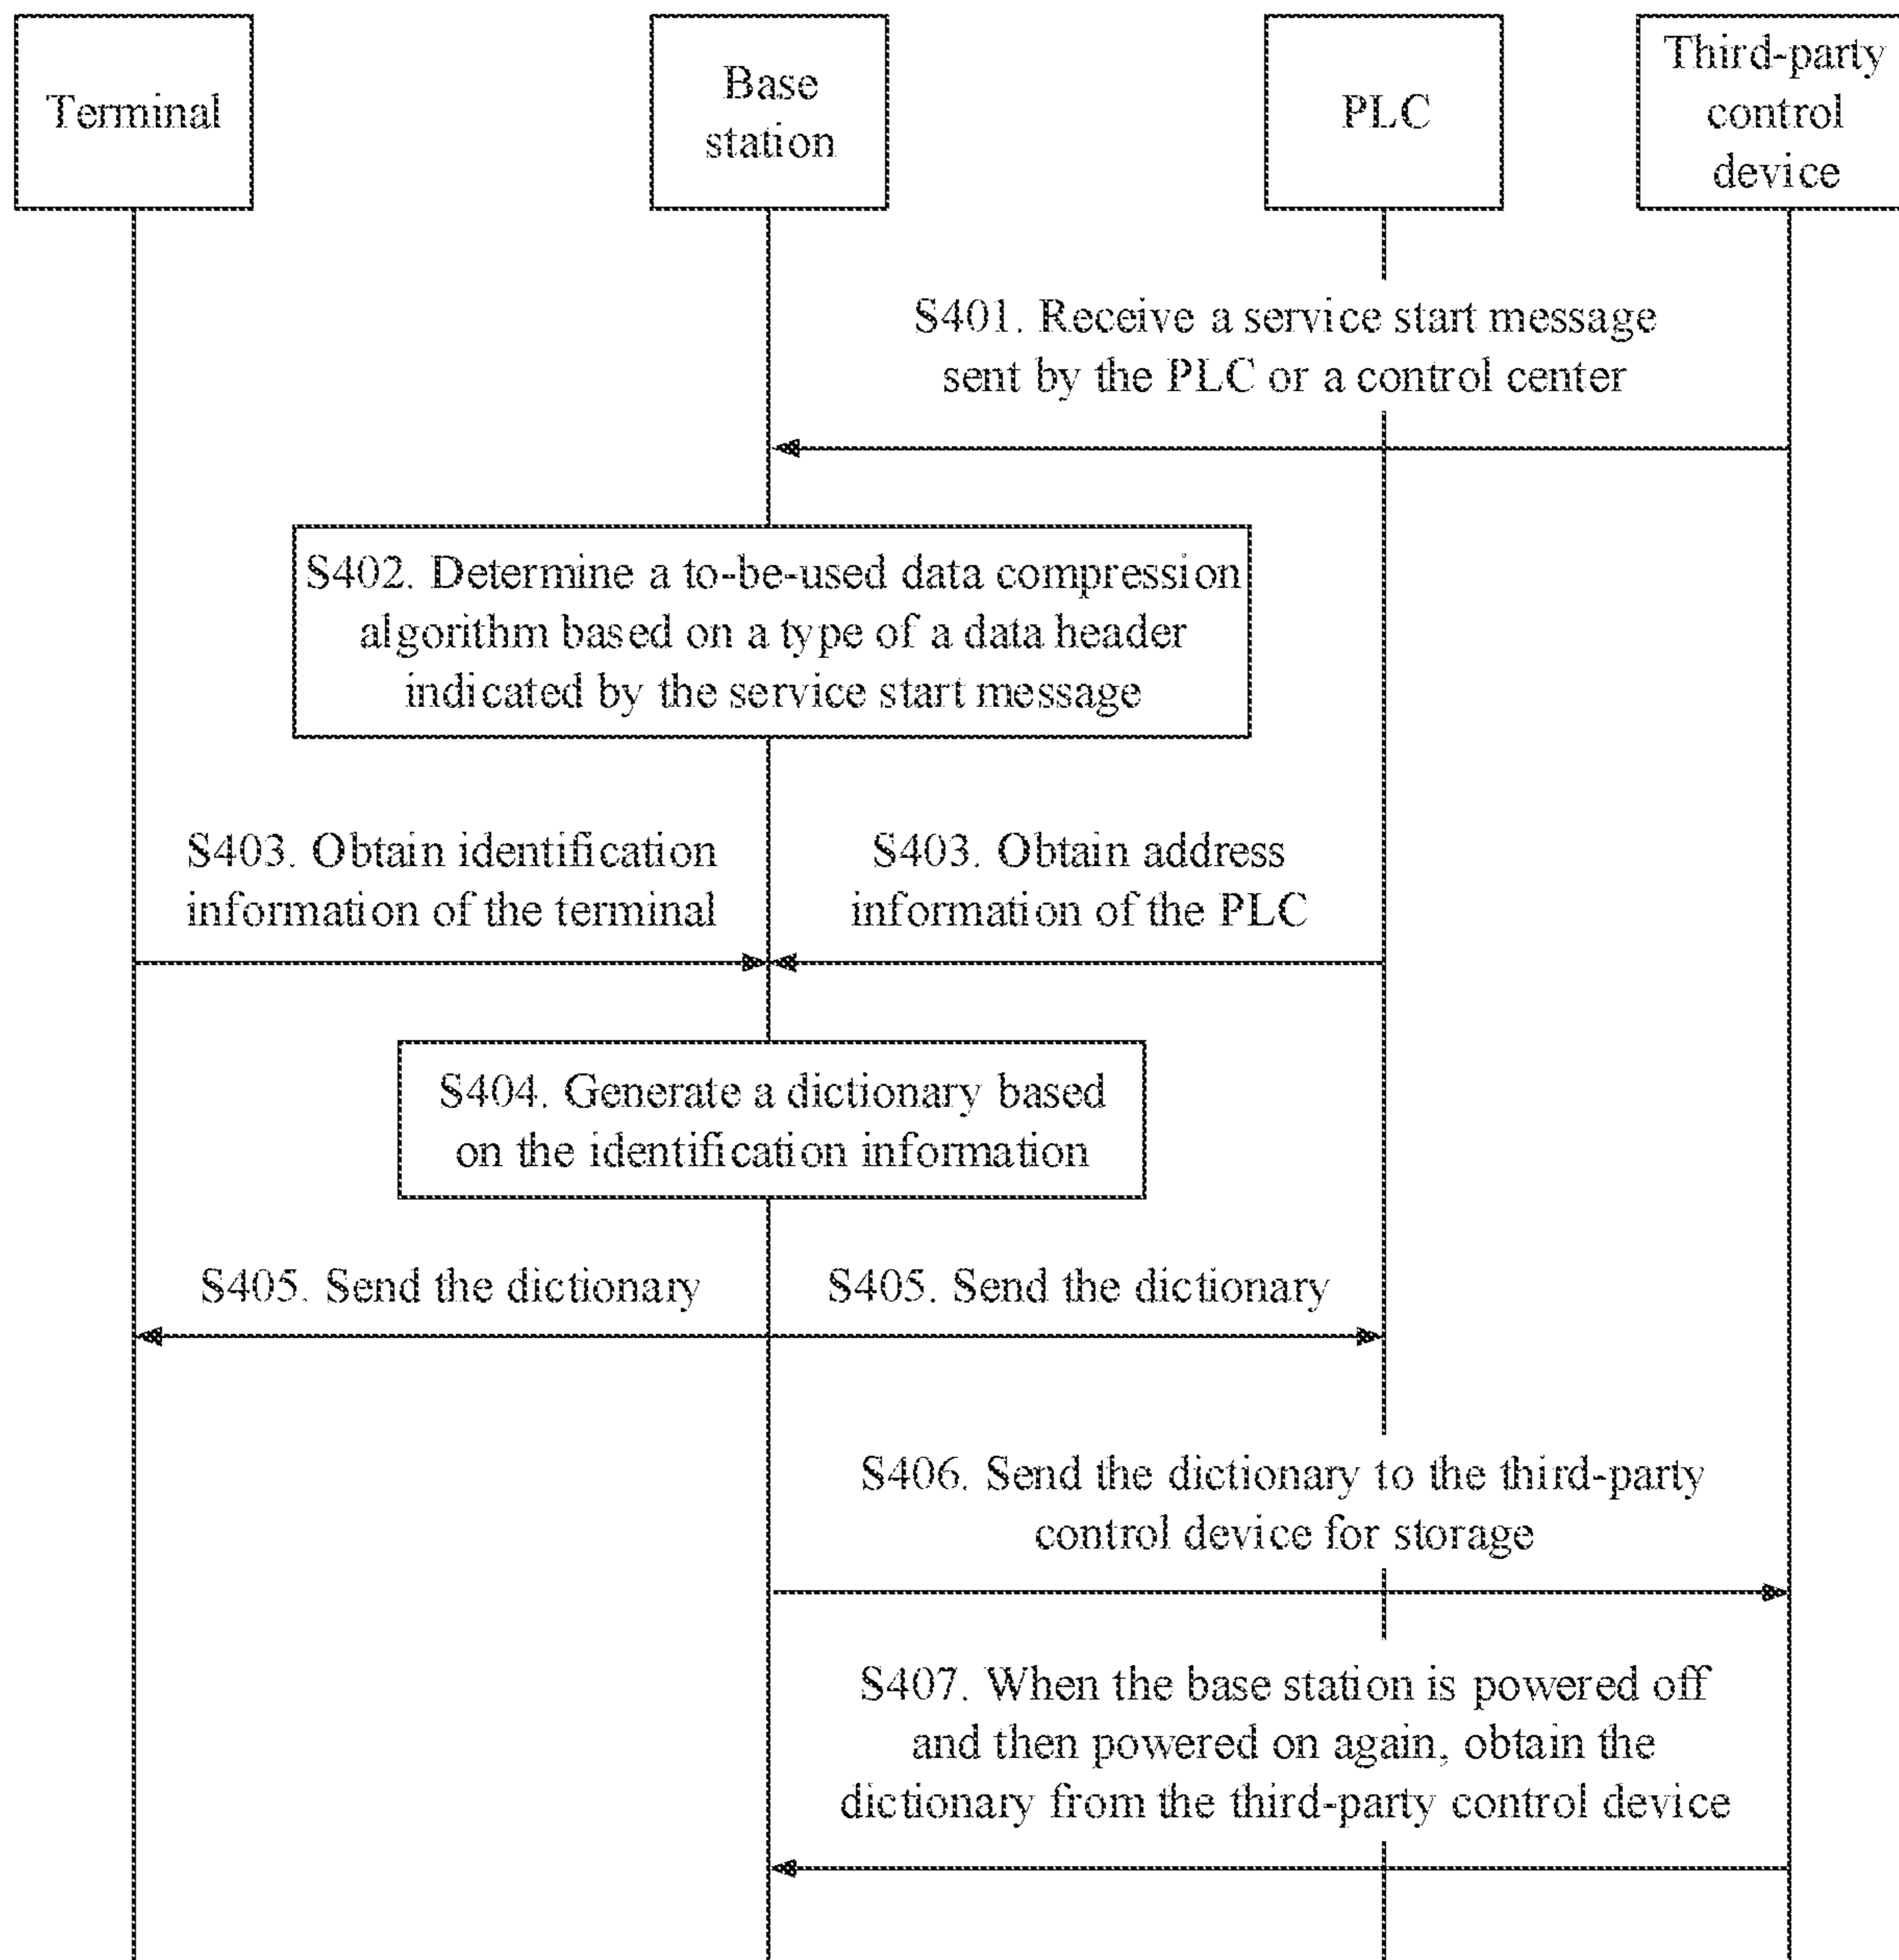 Terminal
Base
station
PLC
Third-party
control
device
S401. Receive a service start message
sent by the PLC or a control center
S402. Determine a to-be-used data compression
algorithm based on a type of a data header
indicated by the service start message
S403. Obtain identification
information of the terminal
S403. Obtain address
information of the PLC
S404. Generate a dictionary based
on the identification information
S405. Send the dictionary
S405. Send the dictionary
S406. Send the dictionary to the third-party
control device for storage
S407. When the base station is powered off
and then powered on again, obtain the
dictionary from the third-party control device